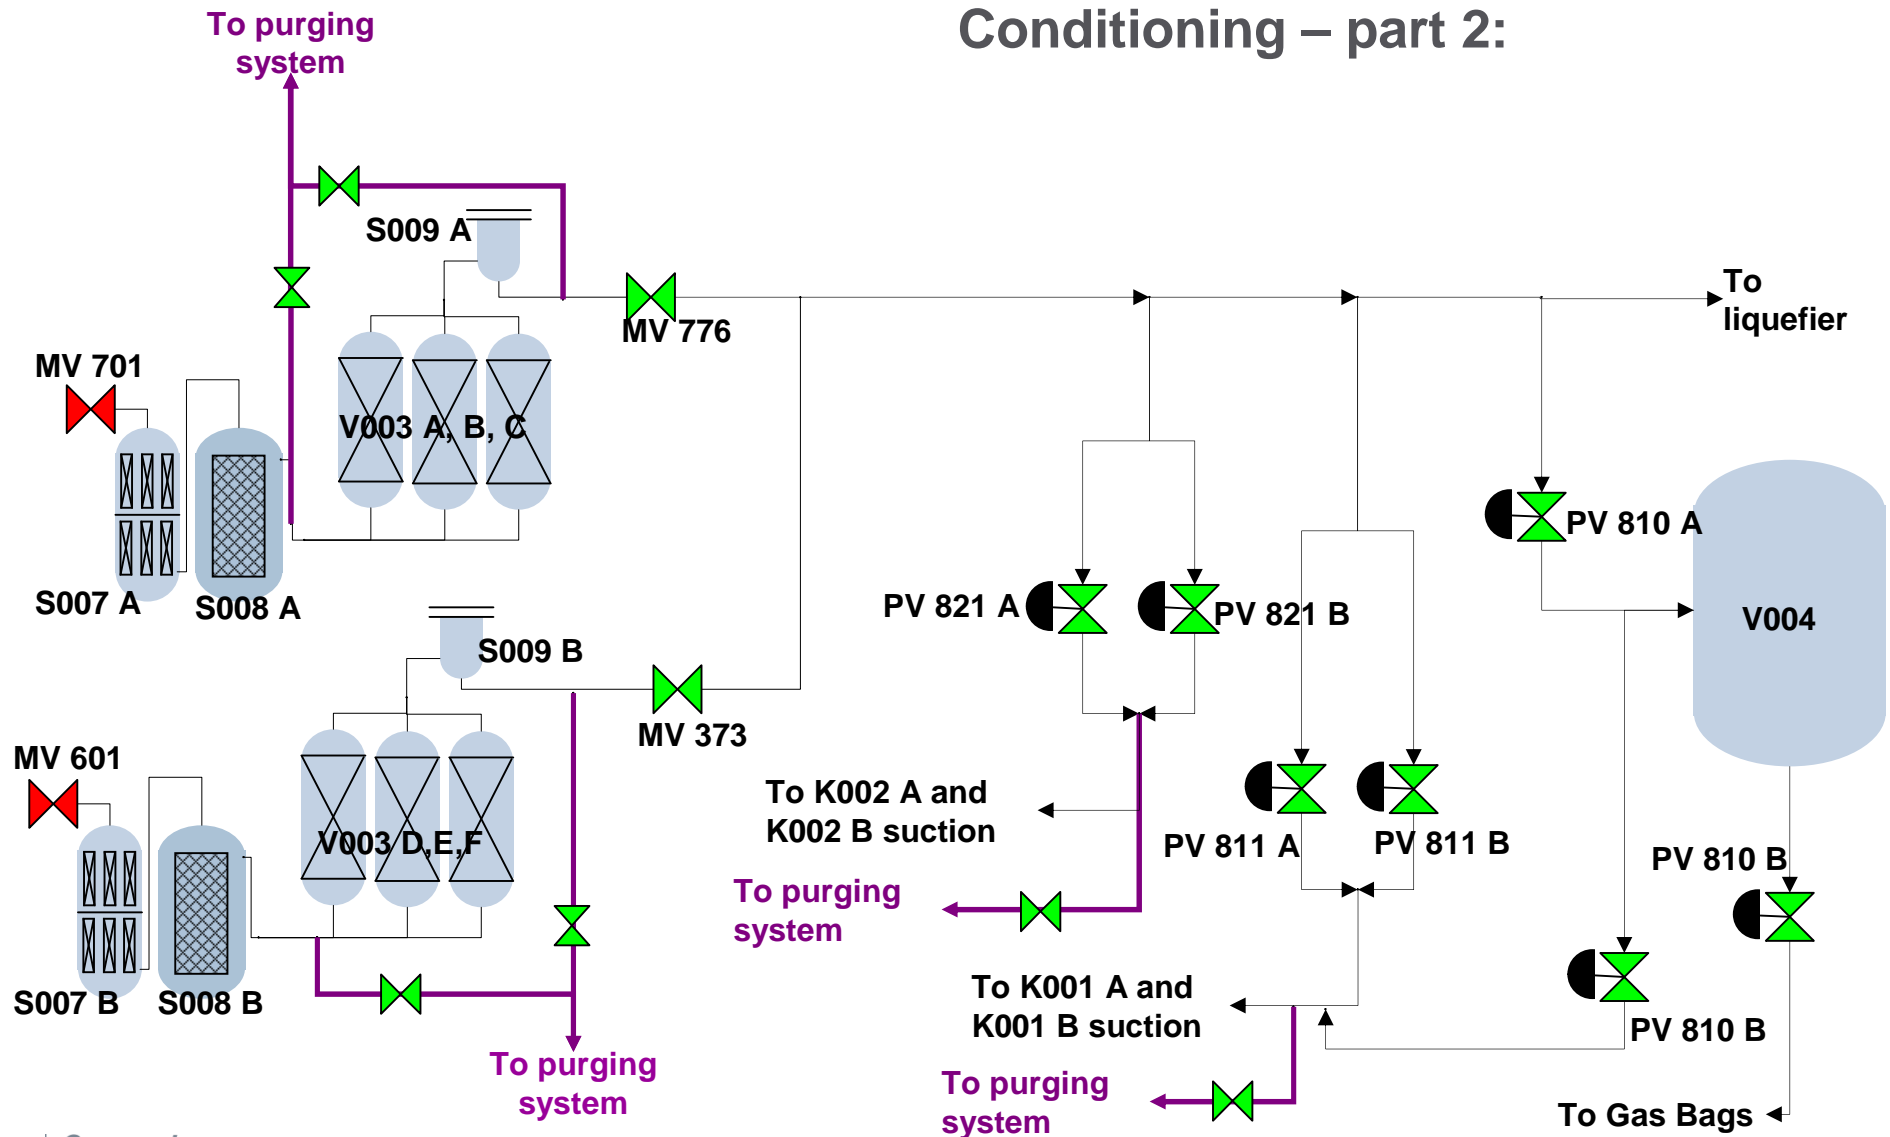 Conditioning – part 2:
To purging
system
S009 A
MV 776
To
liquefier
MV 701
V003 A, B, C
S007 A
S008 A
PV 810 A
PV 821 A
PV 821 B
V004
S009 B
MV 373
MV 601
V003 D,E,F
To K002 A and
K002 B suction
PV 811 A
PV 811 B
PV 810 B
To purging
system
S007 B
S008 B
To K001 A and
K001 B suction
PV 810 B
To purging
system
To purging
system
To Gas Bags